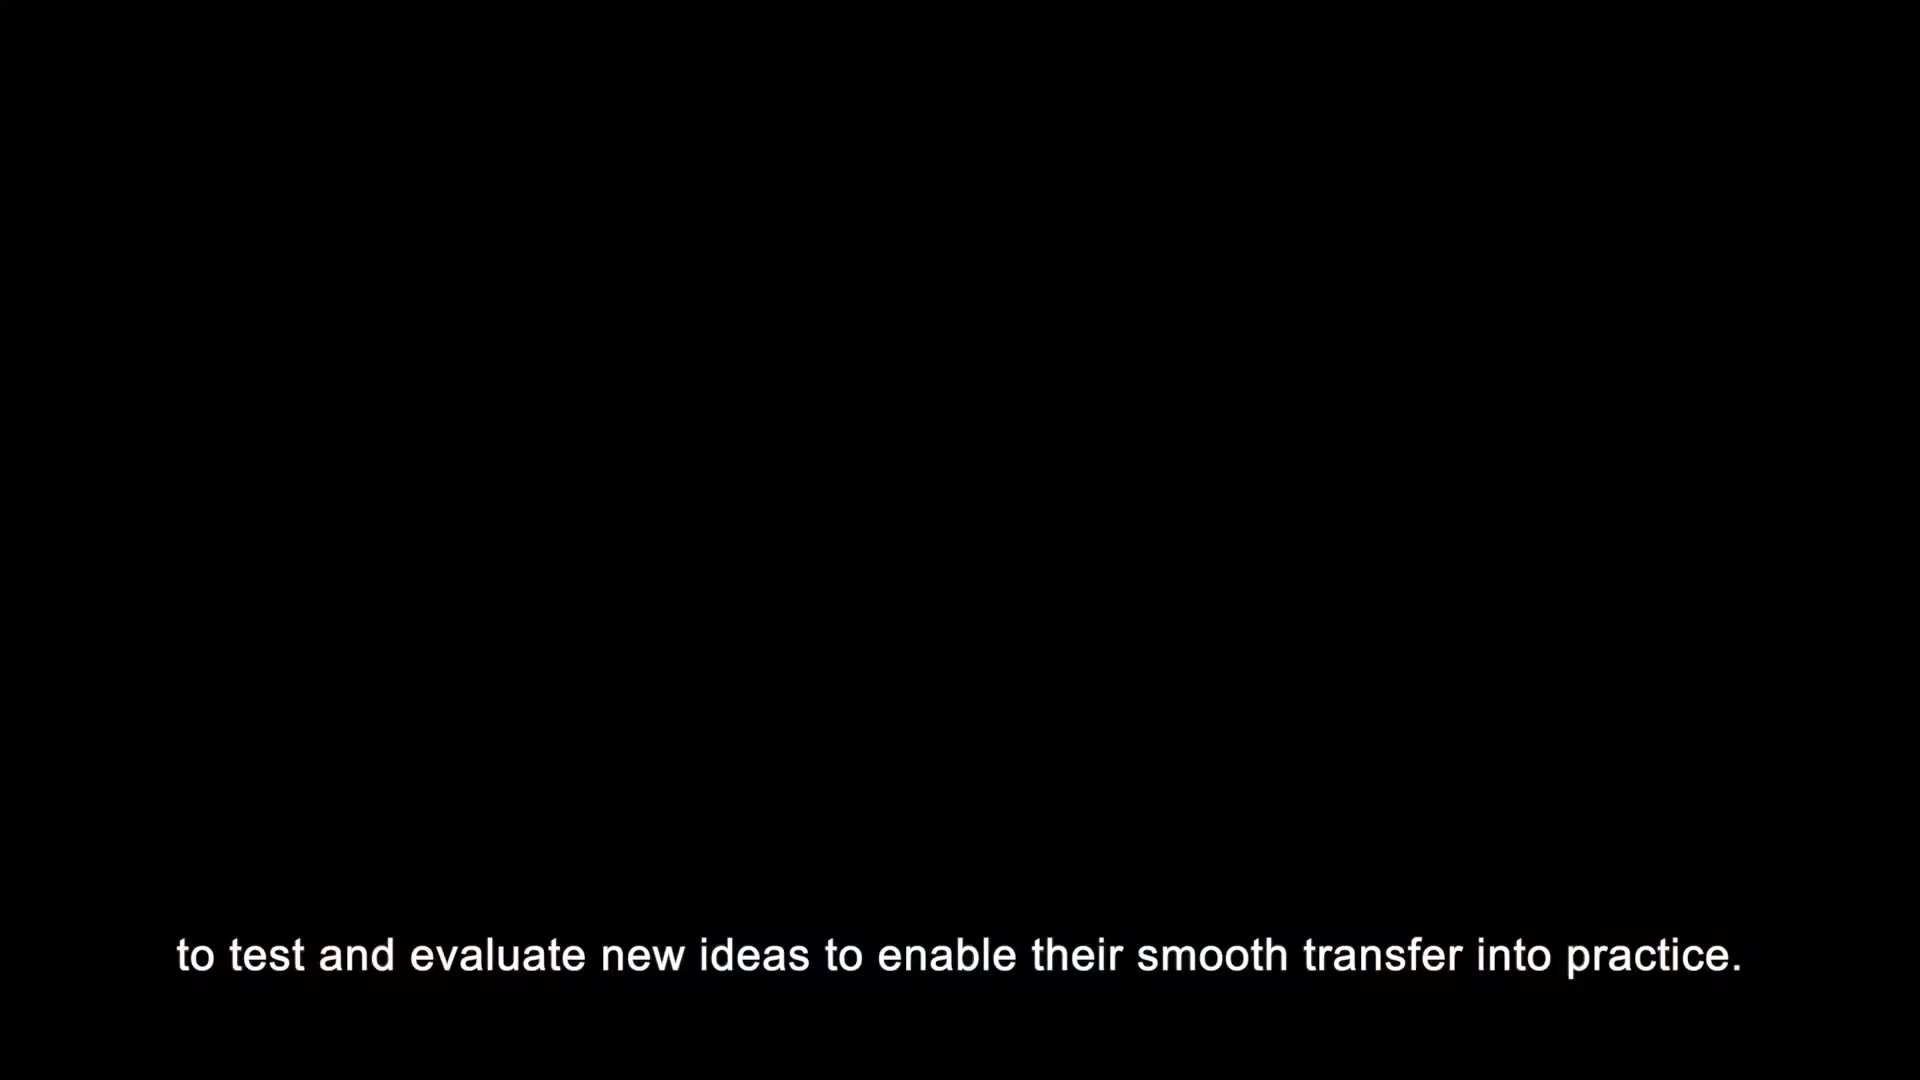 to test and evaluate new ideas to enable their smooth transfer into practice.